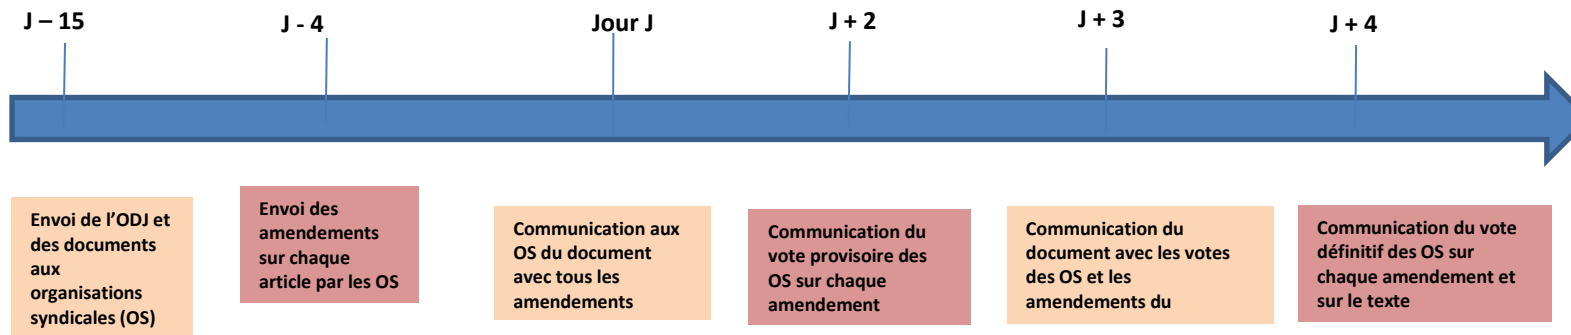 J – 15
J - 4
Jour J
J + 2
J + 3
J + 4
Envoi de l’ODJ et
des documents
aux
organisations
syndicales (OS)
Envoi des
amendements
sur chaque
article par les OS
Communication aux
OS du document
avec tous les
amendements
Communication du
vote provisoire des
OS sur chaque
amendement
Communication du
document avec les votes
des OS et les
amendements du
Communication du vote
définitif des OS sur
chaque amendement et
sur le texte